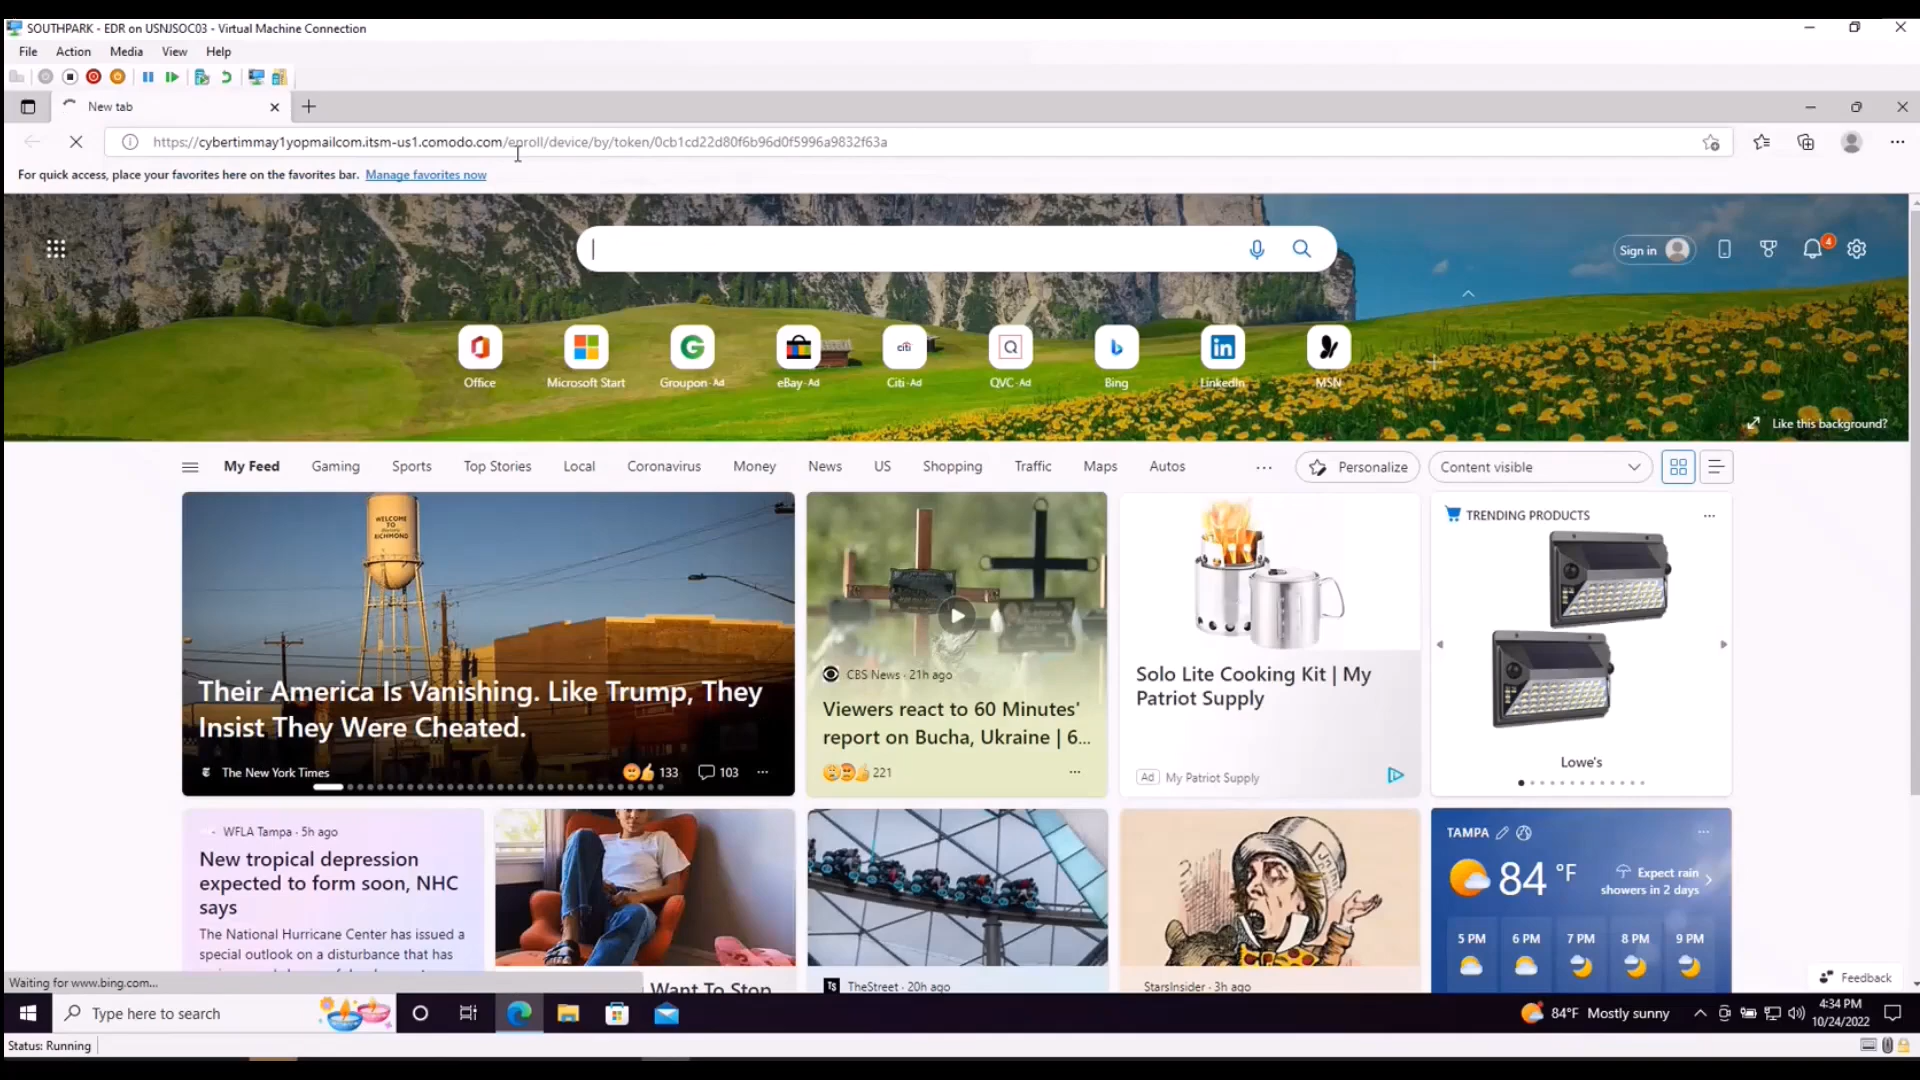 SOUTHPARK - EDR on USNJSOC03 - Virtual Machine Connection
File Action Media View Help
New tab
https://cybertimmay1yopmailcom.itsm-us1.comodo.com/enroll/device/by/token/0cb1cd22d80f6b96d0f5996a9832f63a
For quick access, place your favorites here on the favorites bar. Manage favorites now
Sign in
4
Office
Microsoft Start
Groupon · Ad
eBay · Ad
citi
Citi · Ad
QVC · Ad
Bing
LinkedIn
MSN
Like this background?
My Feed Gaming Sports Top Stories Local Coronavirus Money News US Shopping Traffic Maps Autos ... Personalize Content visible
WELCOME
TO
RICHMOND
Their America Is Vanishing. Like Trump, They
Insist They Were Cheated.
The New York Times
133
103
CBS News · 21h ago
Viewers react to 60 Minutes'
report on Bucha, Ukraine | 6...
221
Solo Lite Cooking Kit | My
Patriot Supply
Ad My Patriot Supply
TRENDING PRODUCTS
Lowe's
WFLA Tampa · 5h ago
New tropical depression
expected to form soon, NHC
says
The National Hurricane Center has issued a
special outlook on a disturbance that has
Want To Stop
TS TheStreet · 20h ago
StarsInsider · 3h ago
TAMPA
84 °F
Expect rain
showers in 2 days
5 PM 6 PM 7 PM 8 PM 9 PM
Feedback
Waiting for www.bing.com...
Type here to search
84°F Mostly sunny
4:34 PM
10/24/2022
Status: Running